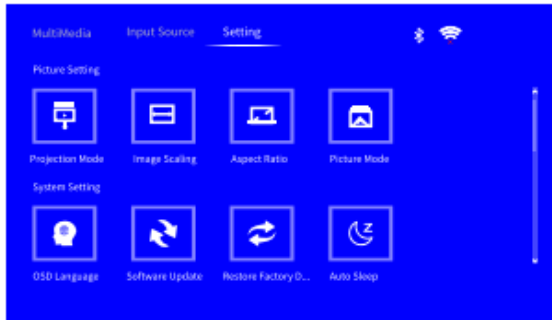 MultiMedia Input Source Setting
Picture Setting
Projection Mode Image Scaling Aspect Ratio Picture Mode
System Setting
OSD Language Software Update Restore Factory D... Auto Sleep